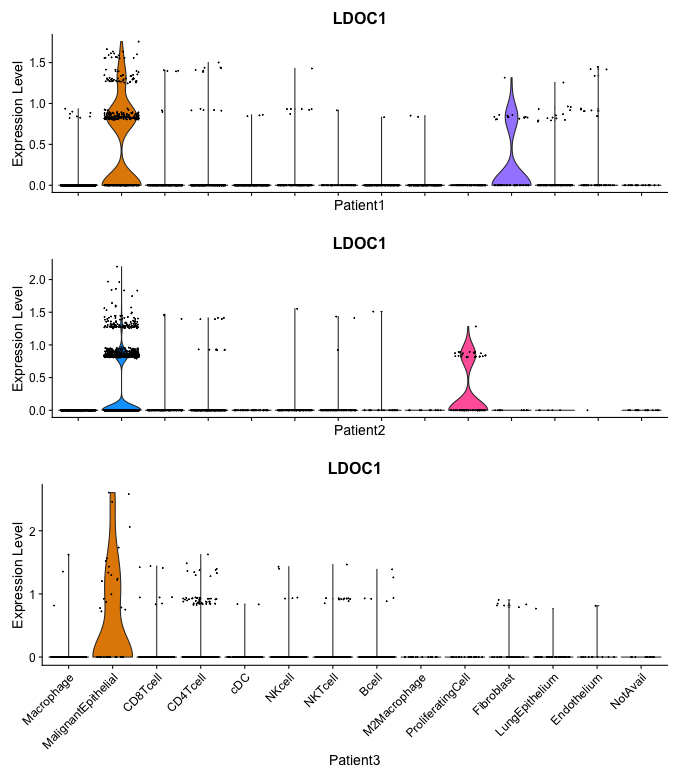 LDOC1
Expression Level
1.5
1.0
0.5
0.0
Patient1
LDOC1
Expression Level
2.0
1.5
1.0
0.5
0.0
Patient2
LDOC1
Expression Level
2
1
0
Macrophage
MalignantEpithelial
CD8Tcell
CD4Tcell
cDC
NKcell
NKTcell
Bcell
M2Macrophage
ProliferatingCell
Fibroblast
LungEpithelium
Endothelium
NotAvail
Patient3